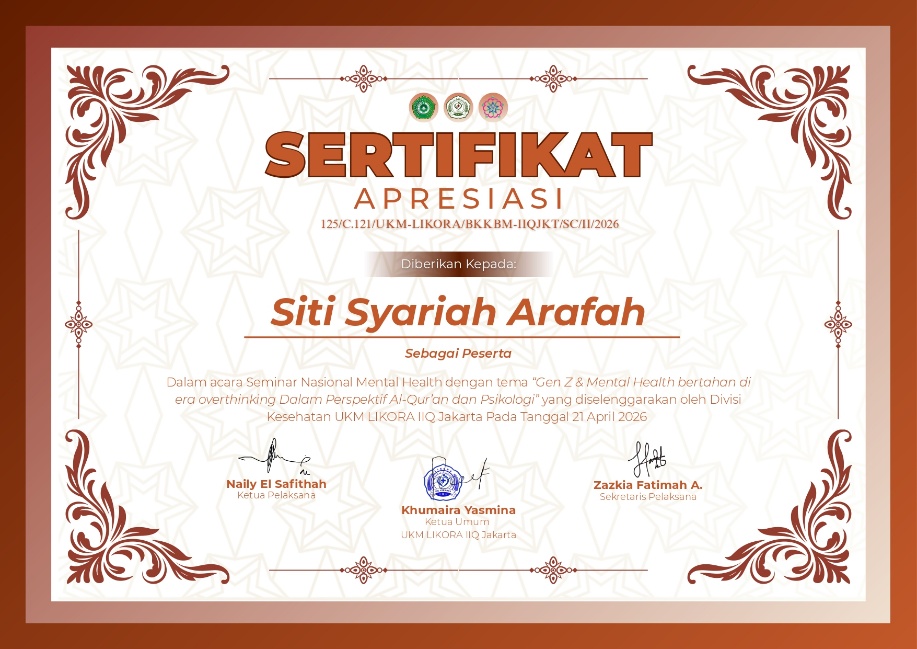 SERTIFIKAT
APRESIASI
125/C.121/UKM-LIKORA/BKKBM-IIQJKT/SC/II/2026
Diberikan Kepada:
Siti Syariah Arafah
Sebagai Peserta
Dalam acara Seminar Nasional Mental Health dengan tema “Gen Z & Mental Health bertahan di
era overthinking Dalam Perspektif Al-Qur’an dan Psikologi” yang diselenggarakan oleh Divisi
Kesehatan UKM LIKORA IIQ Jakarta Pada Tanggal 21 April 2026
Naily El Safithah
Ketua Pelaksana
Khumaira Yasmina
Ketua Umum
UKM LIKORA IIQ Jakarta
Zazkia Fatimah A.
Sekretaris Pelaksana